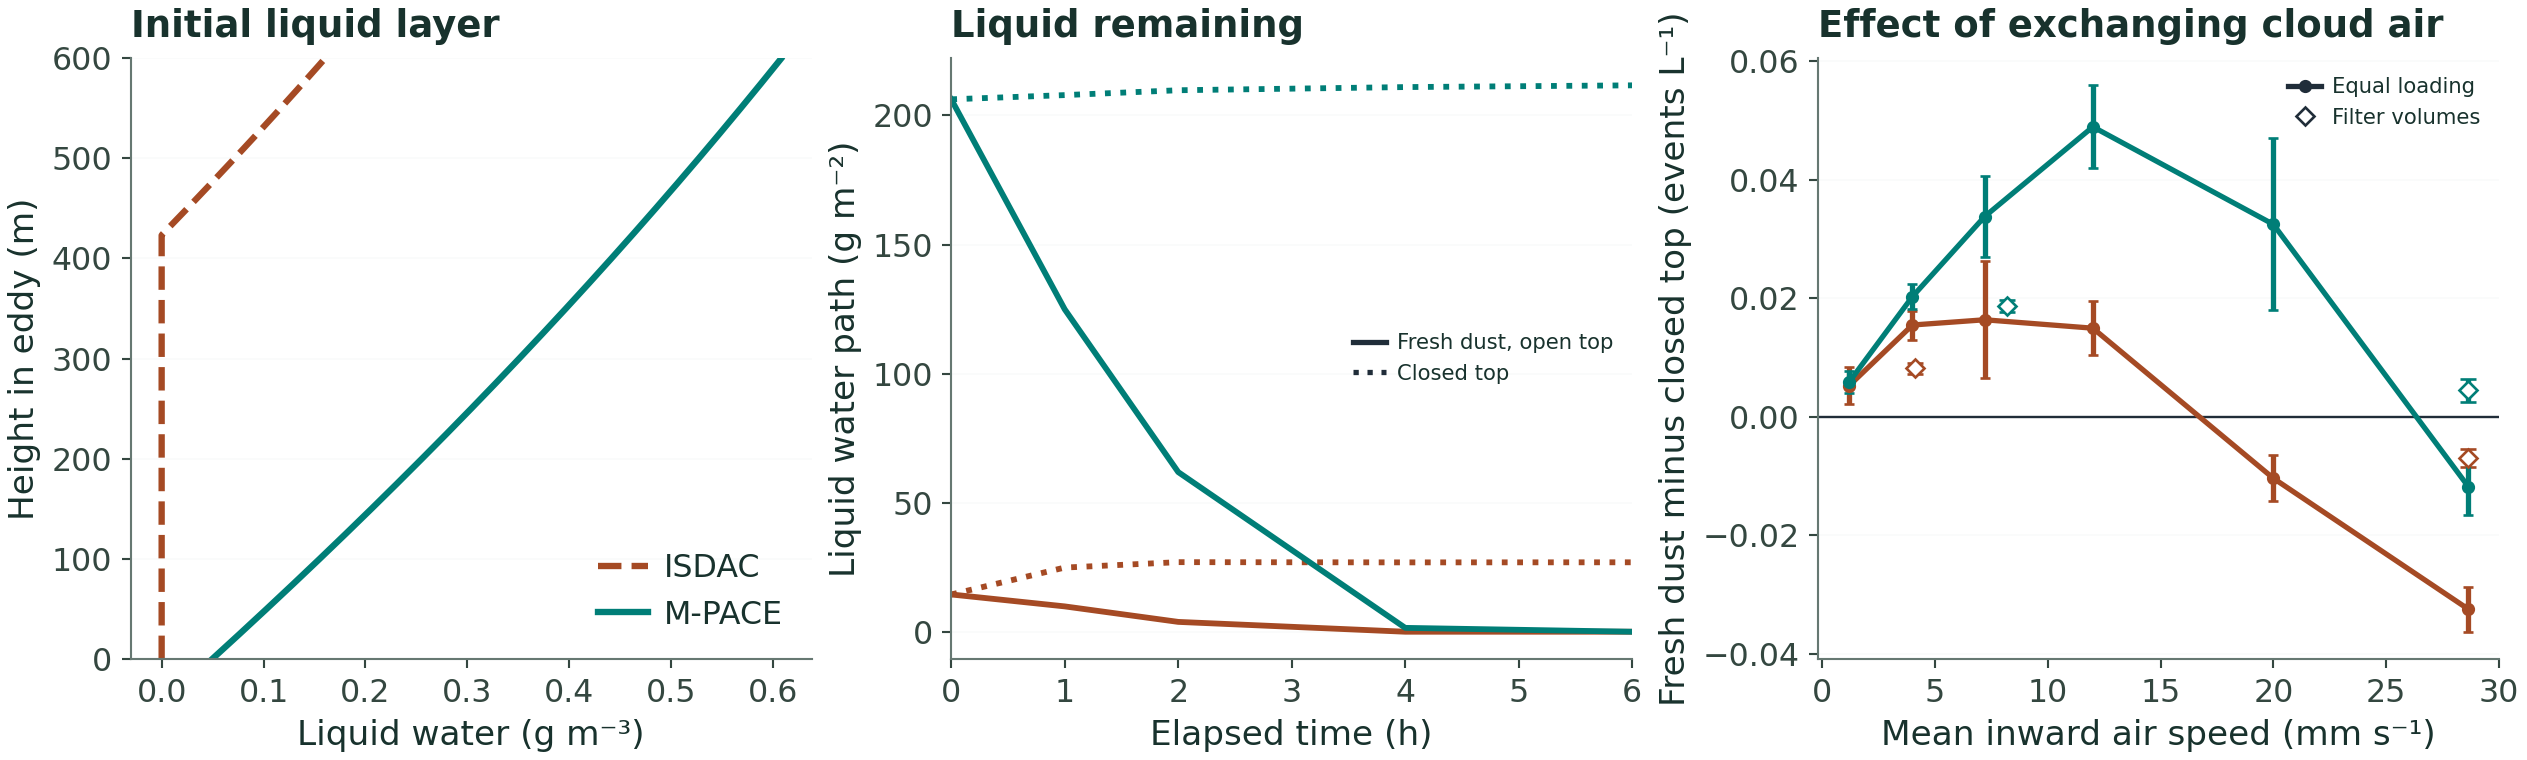 Initial liquid layer
Height in eddy (m)
600
500
400
300
200
100
0
0.0 0.1 0.2 0.3 0.4 0.5 0.6
Liquid water (g m⁻³)
ISDAC
M-PACE
Liquid remaining
Liquid water path (g m⁻²)
200
150
100
50
0
0 1 2 3 4 5 6
Elapsed time (h)
Fresh dust, open top
Closed top
Effect of exchanging cloud air
Fresh dust minus closed top (events L⁻¹)
0.06
0.04
0.02
0.00
−0.02
−0.04
0 5 10 15 20 25 30
Mean inward air speed (mm s⁻¹)
Equal loading
Filter volumes